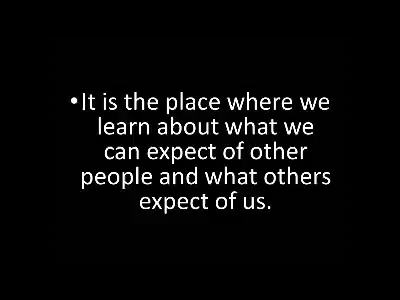 •It is the place where we
learn about what we
can expect of other
people and what others
expect of us.